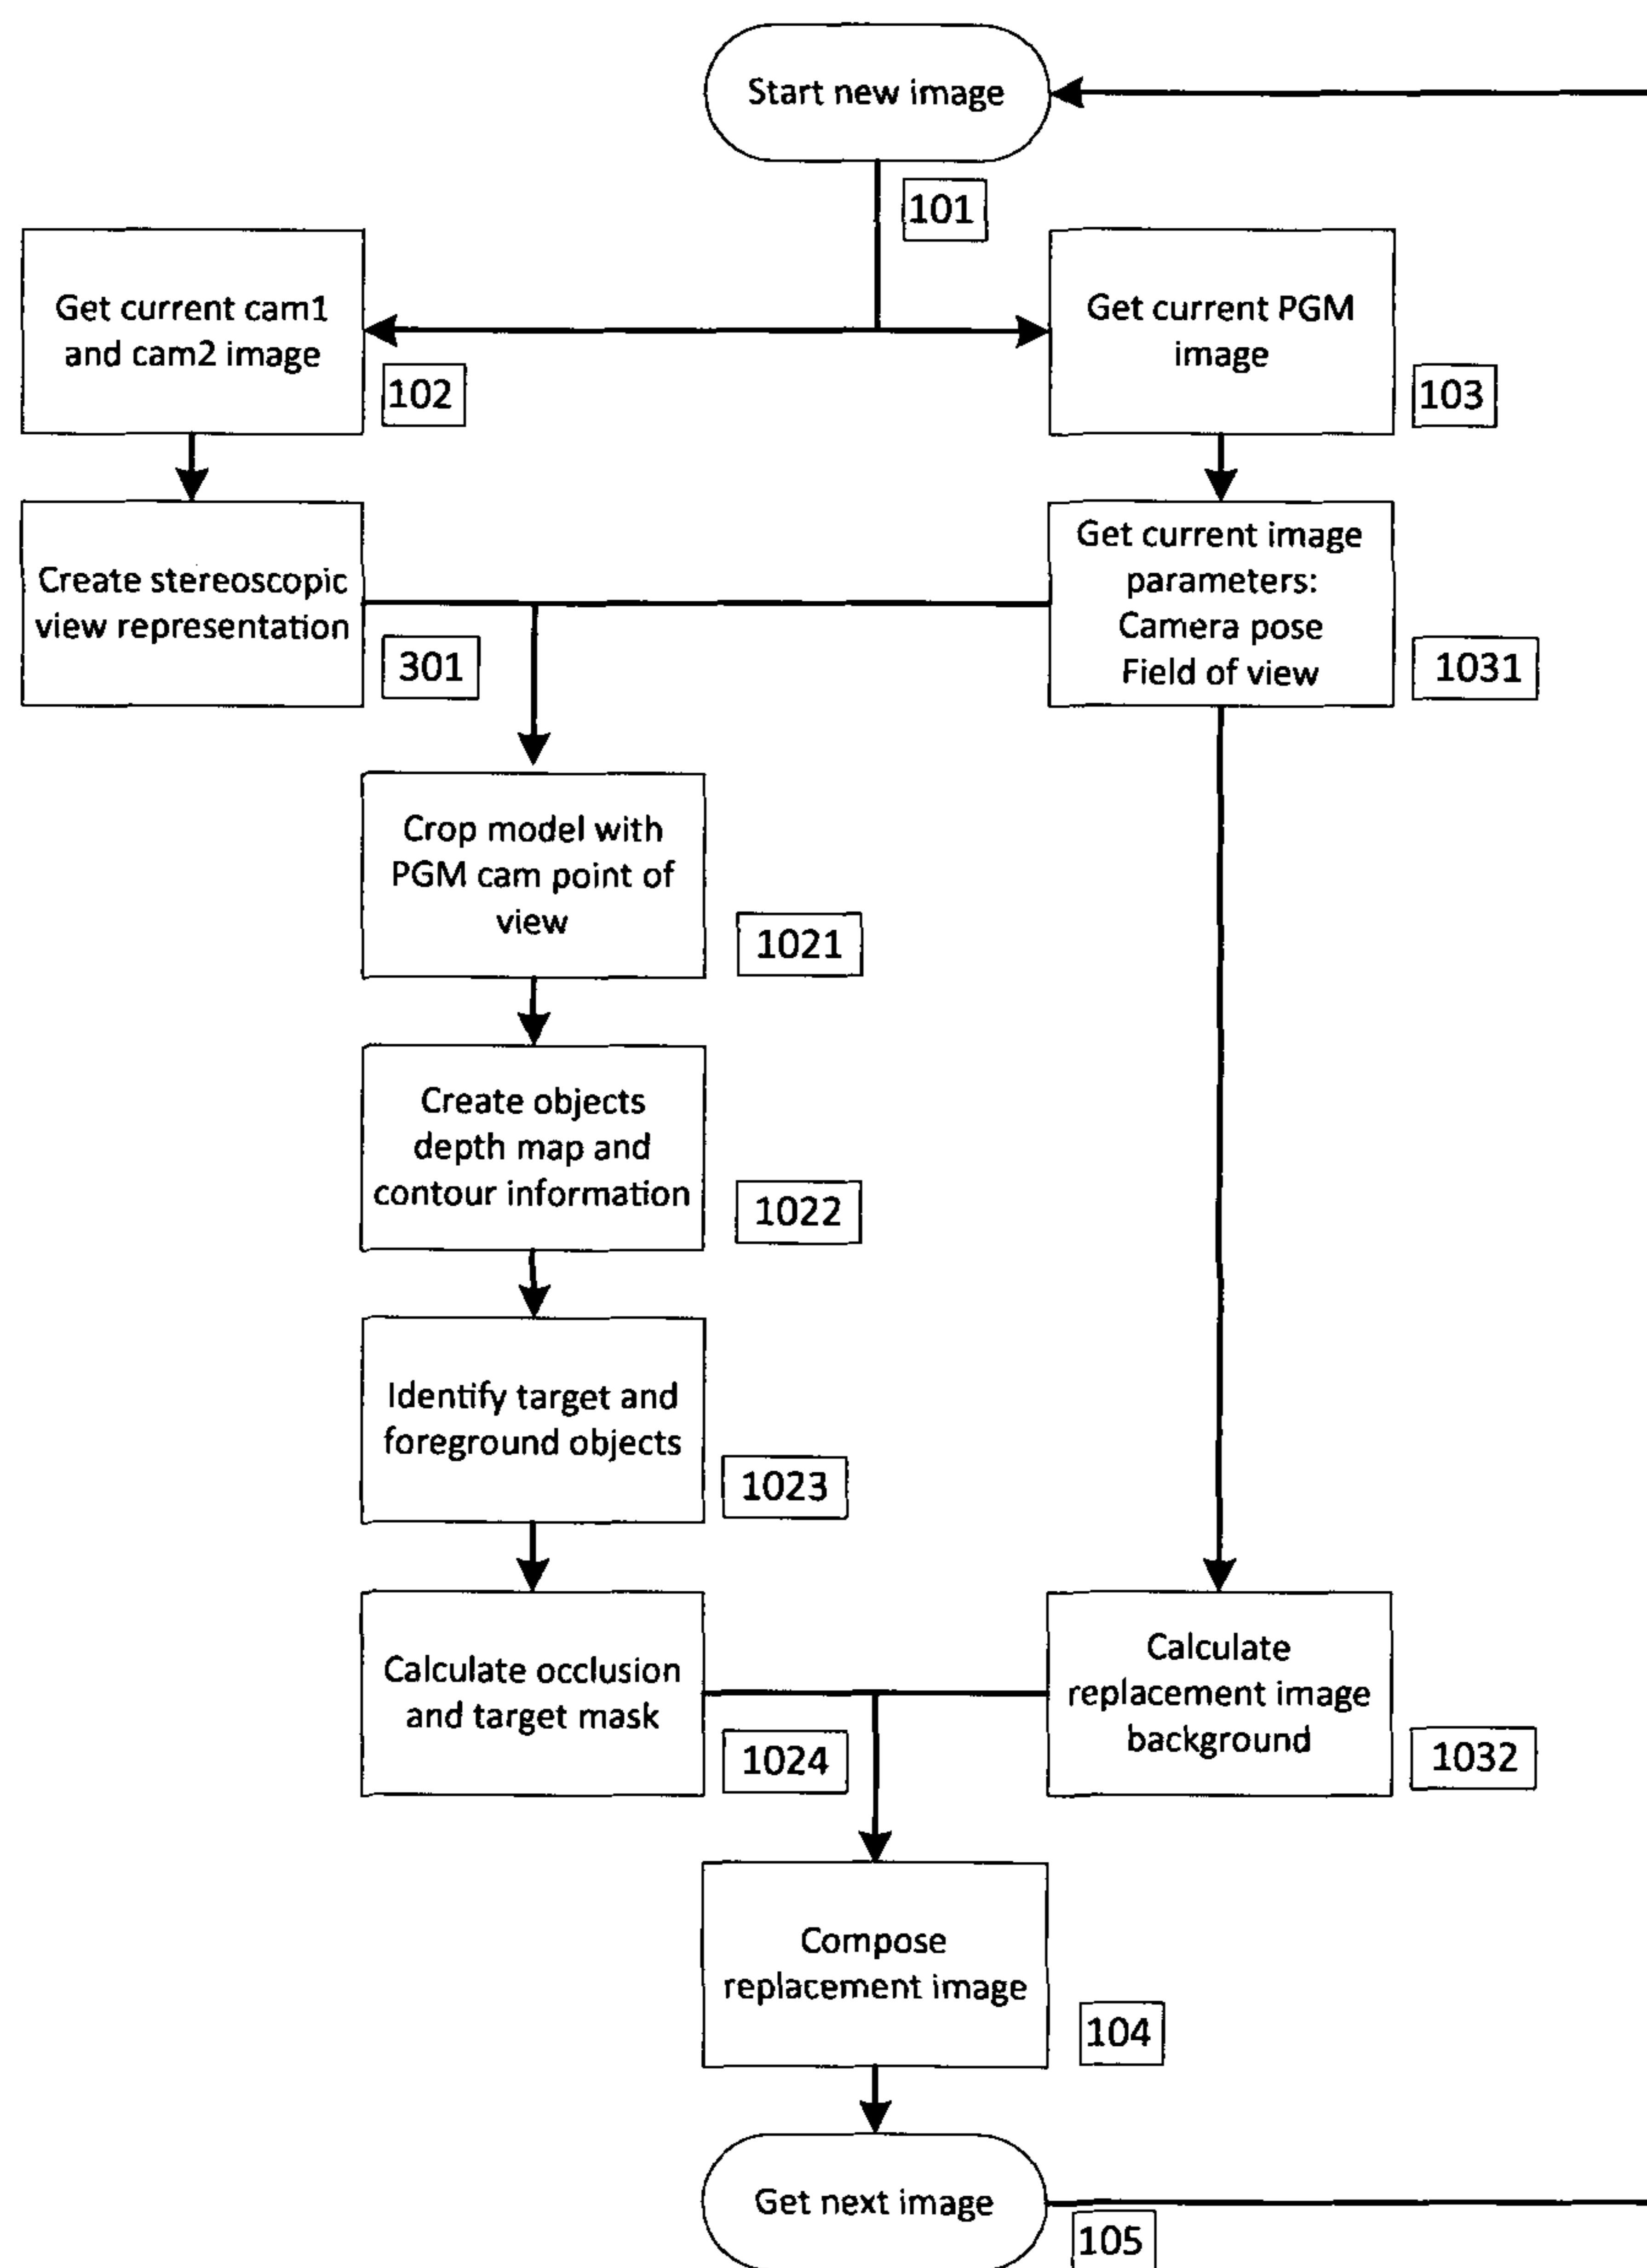 Start new image
101
Get current cam1
and cam2 image
102
Get current PGM
image
103
Create stereoscopic
view representation
301
Get current image
parameters:
Camera pose
Field of view
1031
Crop model with
PGM cam point of
view
1021
Create objects
depth map and
contour information
1022
Identify target and
foreground objects
1023
Calculate occlusion
and target mask
1024
Calculate
replacement image
background
1032
Compose
replacement image
104
Get next image
105